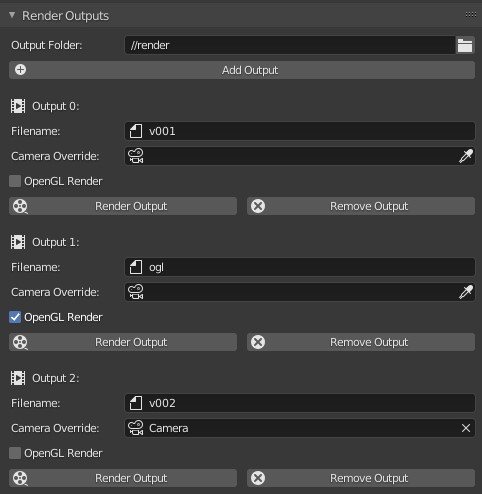 Render Outputs
Output Folder: //render
Add Output
Output 0:
Filename: v001
Camera Override:
OpenGL Render
Render Output Remove Output
Output 1:
Filename: ogl
Camera Override:
OpenGL Render
Render Output Remove Output
Output 2:
Filename: v002
Camera Override: Camera
OpenGL Render
Render Output Remove Output